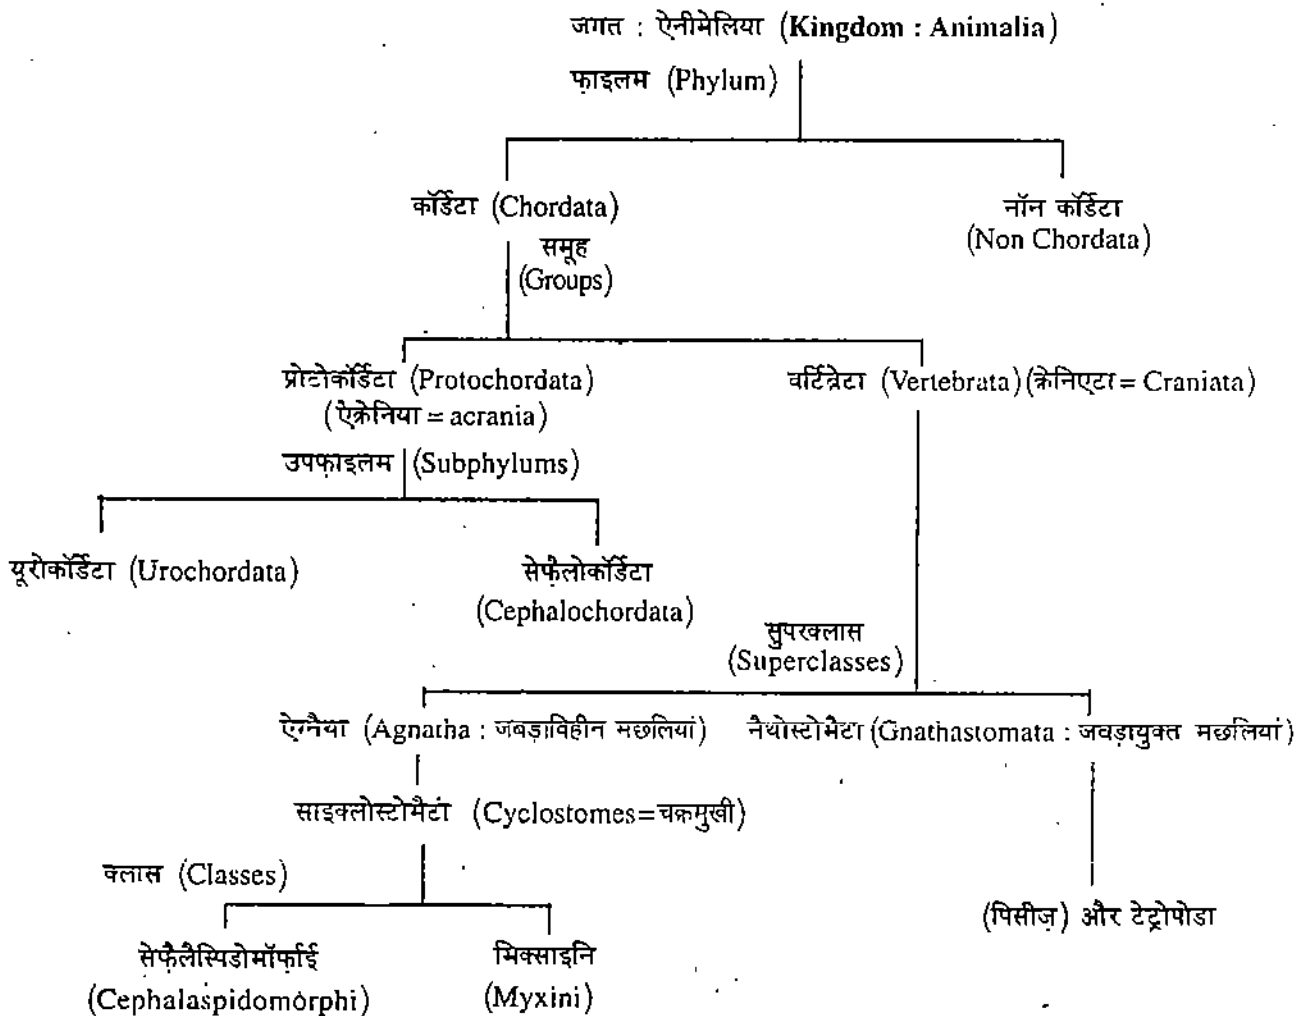 जगत : ऐनीमेलिया (Kingdom : Animalia)
फ़ाइलम (Phylum)
कॉर्डेटा (Chordata)
नॉन कॉर्डेटा
(Non Chordata)
समूह
(Groups)
प्रोटोकॉर्डेटा (Protochordata)
(ऐक्रेनिया = acrania)
वर्टिब्रेटा (Vertebrata) (क्रेनिएटा = Craniata)
उपफ़ाइलम (Subphylums)
यूरोकॉर्डेटा (Urochordata)
सेफ़ैलोकॉर्डेटा
(Cephalochordata)
सुपरक्लास
(Superclasses)
ऐग्नैथा (Agnatha : जबड़ाविहीन मछलियां)
नैथोस्टोमैटा (Gnathastomata : जबड़ायुक्त मछलियां)
साइक्लोस्टोमैटा (Cyclostomes=चक्रमुखी)
क्लास (Classes)
(पिसीज़) और टेट्रोपोडा
सेफ़ैलैस्पिडोमॉर्फ़ाई
(Cephalaspidomorphi)
मिक्साइनि
(Myxini)